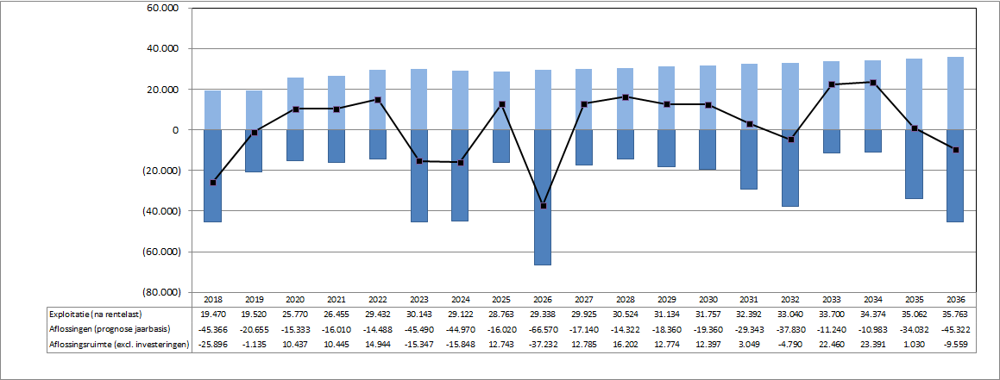 60.000
40.000
20.000
0
(20.000)
(40.000)
(60.000)
(80.000)
2018 2019 2020 2021 2022 2023 2024 2025 2026 2027 2028 2029 2030 2031 2032 2033 2034 2035 2036
Exploitatie (na rentelast) 19.470 19.520 25.770 26.455 29.432 30.143 29.122 28.763 29.338 29.925 30.524 31.134 31.757 32.392 33.040 33.700 34.374 35.062 35.763
Aflossingen (prognose jaarbasis) -45.366 -20.655 -15.333 -16.010 -14.488 -45.490 -44.970 -16.020 -66.570 -17.140 -14.322 -18.360 -19.360 -29.343 -37.830 -11.240 -10.983 -34.032 -45.322
Aflossingsruimte (excl. investeringen) -25.896 -1.135 10.437 10.445 14.944 -15.347 -15.848 12.743 -37.232 12.785 16.202 12.774 12.397 3.049 -4.790 22.460 23.391 1.030 -9.559